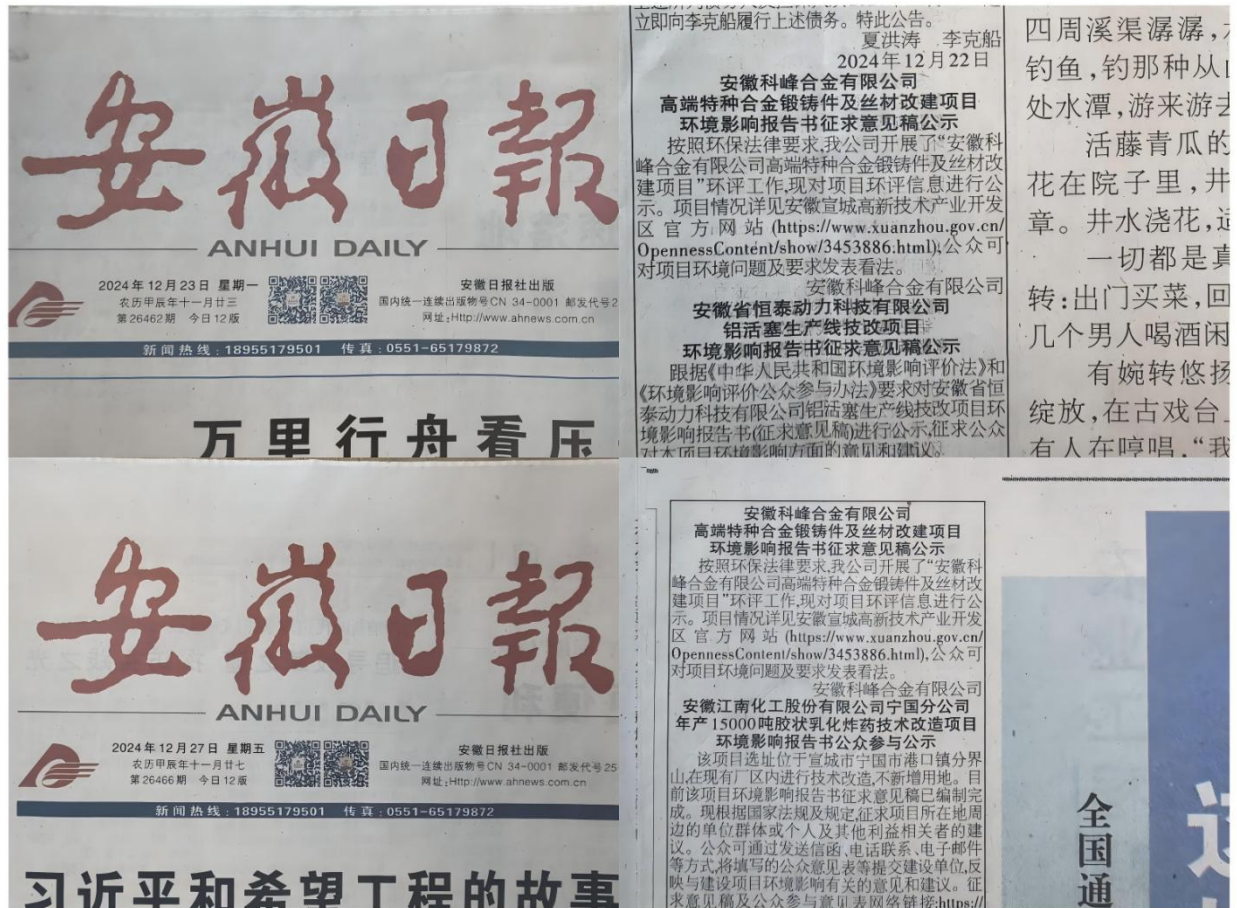 安徽日報
ANHUI DAILY
2024年12月23日 星期一
农历甲辰年十一月廿三
第26462期 今日12版
安徽日报社出版
国内统一连续出版物号CN 34-0001 邮发代号2
网址:Http://www.ahnews.com.cn
新闻热线:18955179501 传真:0551-65179872
万里行舟看压
立即向李克船履行上述债务。特此公告。
夏洪涛 李克船
2024年12月22日
安徽科峰合金有限公司
高端特种合金锻铸件及丝材改建项目
环境影响报告书征求意见稿公示
按照环保法律要求,我公司开展了“安徽科
峰合金有限公司高端特种合金锻铸件及丝材改
建项目”环评工作,现对项目环评信息进行公
示。项目情况详见安徽宣城高新技术产业开发
区官方网站(https://www.xuanzhou.gov.cn/
OpennessContent/show/3453886.html),公众可
对项目环境问题及要求发表看法。
安徽科峰合金有限公司
安徽省恒泰动力科技有限公司
铝活塞生产线技改项目
环境影响报告书征求意见稿公示
跟据《中华人民共和国环境影响评价法》和
《环境影响评价公众参与办法》要求对安徽省恒
泰动力科技有限公司铝活塞生产线技改项目环
境影响报告书(征求意见稿)进行公示,征求公众
对本项目环境影响方面的意见和建议。
四周溪渠潺潺,
钓鱼,钓那种从山
处水潭,游来游去
活藤青瓜的
花在院子里,井
章。井水浇花,适
一切都是真
转:出门买菜,回
几个男人喝酒闲
有婉转悠扬
绽放,在古戏台上
有人在哼唱,“我
安徽日報
ANHUI DAILY
2024年12月27日 星期五
农历甲辰年十一月廿七
第26466期 今日12版
安徽日报社出版
国内统一连续出版物号CN 34-0001 邮发代号25
网址:Http://www.ahnews.com.cn
新闻热线:18955179501 传真:0551-65179872
习近平和希望工程的故事
安徽科峰合金有限公司
高端特种合金锻铸件及丝材改建项目
环境影响报告书征求意见稿公示
按照环保法律要求,我公司开展了“安徽科
峰合金有限公司高端特种合金锻铸件及丝材改
建项目”环评工作,现对项目环评信息进行公
示。项目情况详见安徽宣城高新技术产业开发
区官方网站(https://www.xuanzhou.gov.cn/
OpennessContent/show/3453886.html),公众可
对项目环境问题及要求发表看法。
安徽科峰合金有限公司
安徽江南化工股份有限公司宁国分公司
年产15000吨胶状乳化炸药技术改造项目
环境影响报告书公众参与公示
该项目选址位于宣城市宁国市港口镇分界
山,在现有厂区内进行技术改造,不新增用地。目
前该项目环境影响报告书征求意见稿已编制完
成。现根据国家法规及规定,征求项目所在地周
边的单位群体或个人及其他利益相关者的建
议。公众可通过发送信函、电话联系、电子邮件
等方式将填写的公众意见表等提交建设单位,反
映与建设项目环境影响有关的意见和建议。征
求意见稿及公众参与意见表网络链接:https://
全国通